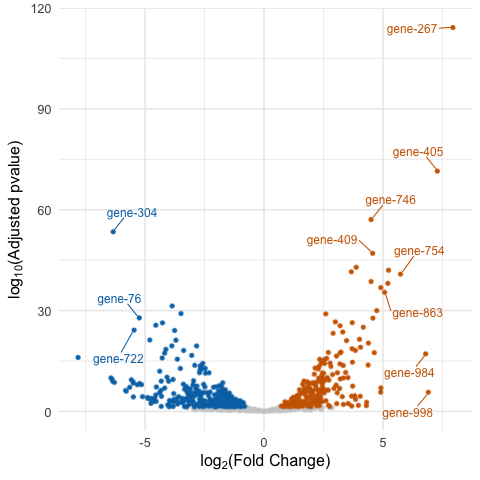 120
gene-267
90
gene-405
gene-746
60
gene-304
gene-409
gene-754
gene-76
30
gene-863
gene-722
gene-984
gene-998
0
-5
0
5
log2(Fold Change)
log10(Adjusted pvalue)